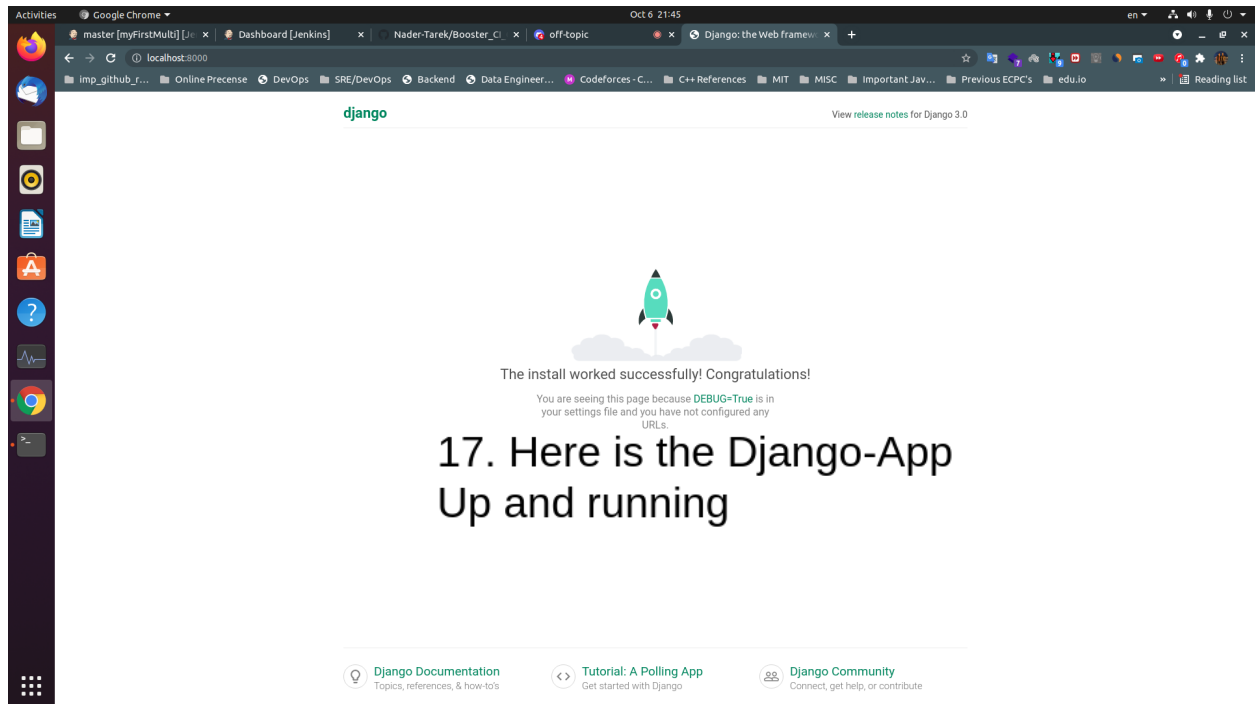 Activities
Google Chrome
Oct 6 21:45
en
master [myFirstMulti] [Je
Dashboard [Jenkins]
Nader-Tarek/Booster_CI_
off-topic
Django: the Web framewo
localhost:8000
imp_github_r...
Online Precense
DevOps
SRE/DevOps
Backend
Data Engineer...
Codeforces - C...
C++ References
MIT
MISC
Important Jav...
Previous ECPC's
edu.io
»
Reading list
django
View release notes for Django 3.0
The install worked successfully! Congratulations!
You are seeing this page because DEBUG=True is in
your settings file and you have not configured any
URLs.
17. Here is the Django-App
Up and running
Django Documentation
Topics, references, & how-to's
Tutorial: A Polling App
Get started with Django
Django Community
Connect, get help, or contribute